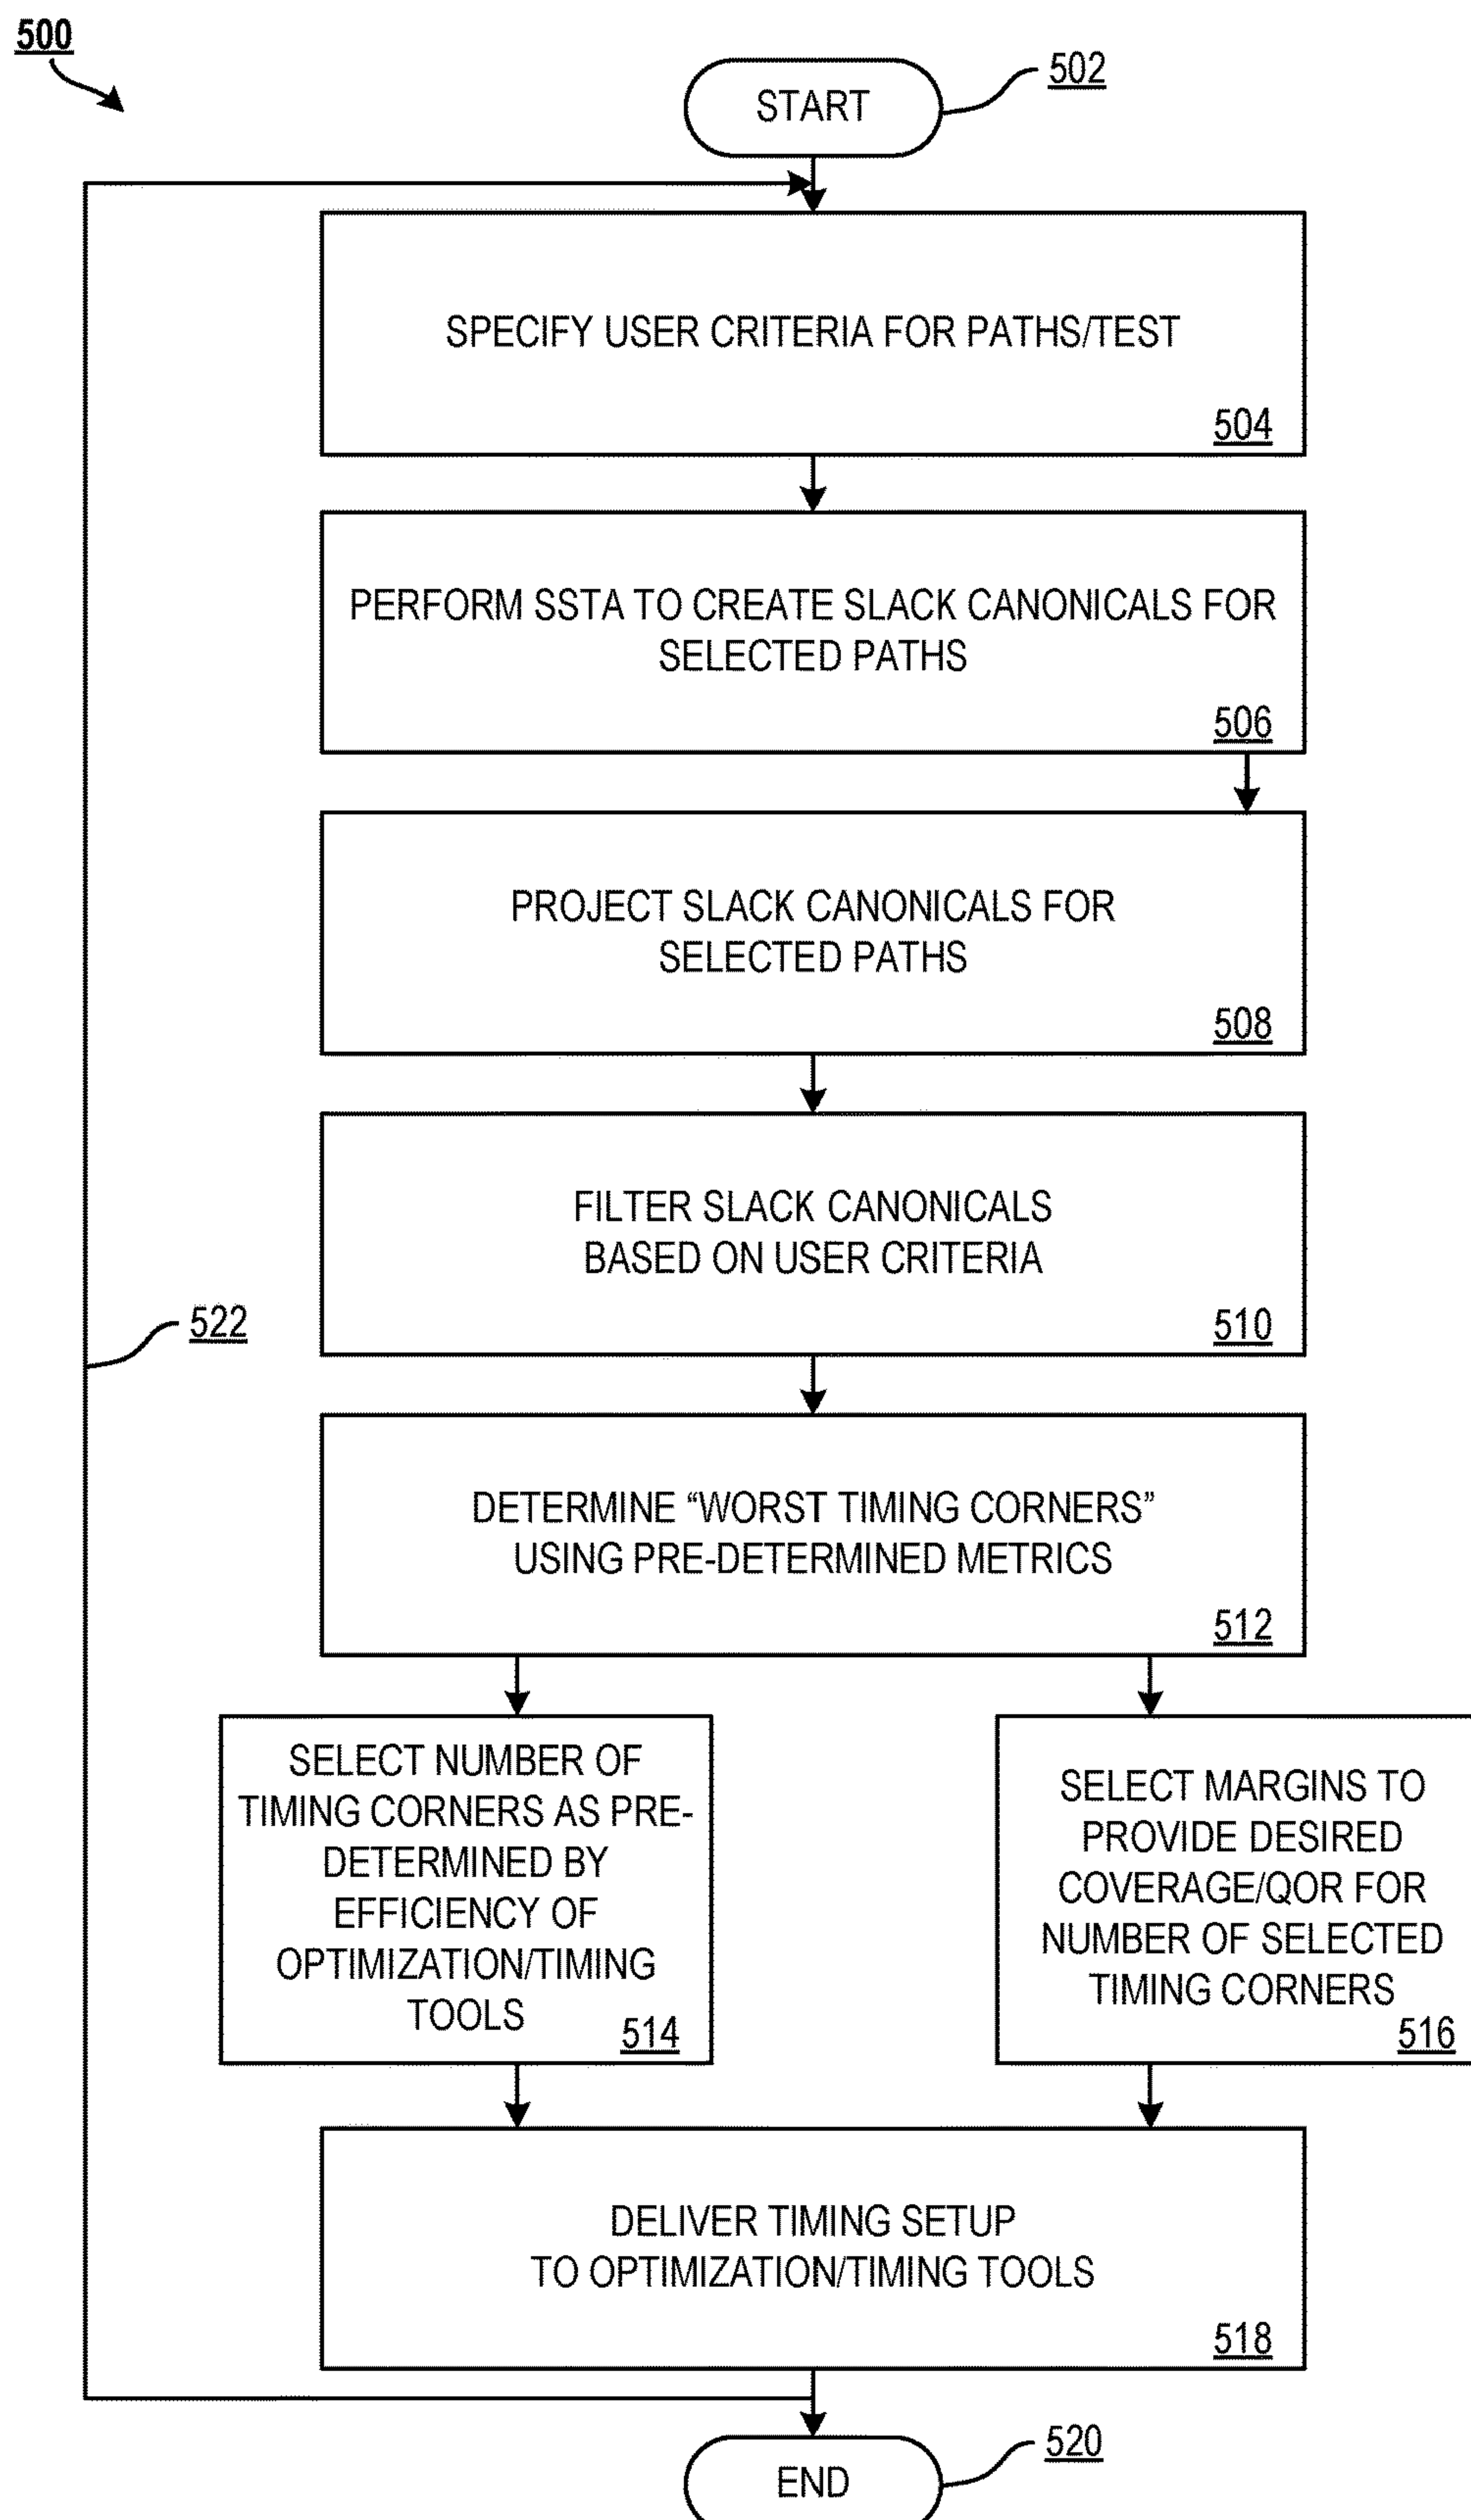 500
START
502
SPECIFY USER CRITERIA FOR PATHS/TEST
504
PERFORM SSTA TO CREATE SLACK CANONICALS FOR
SELECTED PATHS
506
PROJECT SLACK CANONICALS FOR
SELECTED PATHS
508
FILTER SLACK CANONICALS
BASED ON USER CRITERIA
510
522
DETERMINE “WORST TIMING CORNERS”
USING PRE-DETERMINED METRICS
512
SELECT NUMBER OF
TIMING CORNERS AS PRE-
DETERMINED BY
EFFICIENCY OF
OPTIMIZATION/TIMING
TOOLS
514
SELECT MARGINS TO
PROVIDE DESIRED
COVERAGE/QOR FOR
NUMBER OF SELECTED
TIMING CORNERS
516
DELIVER TIMING SETUP
TO OPTIMIZATION/TIMING TOOLS
518
END
520